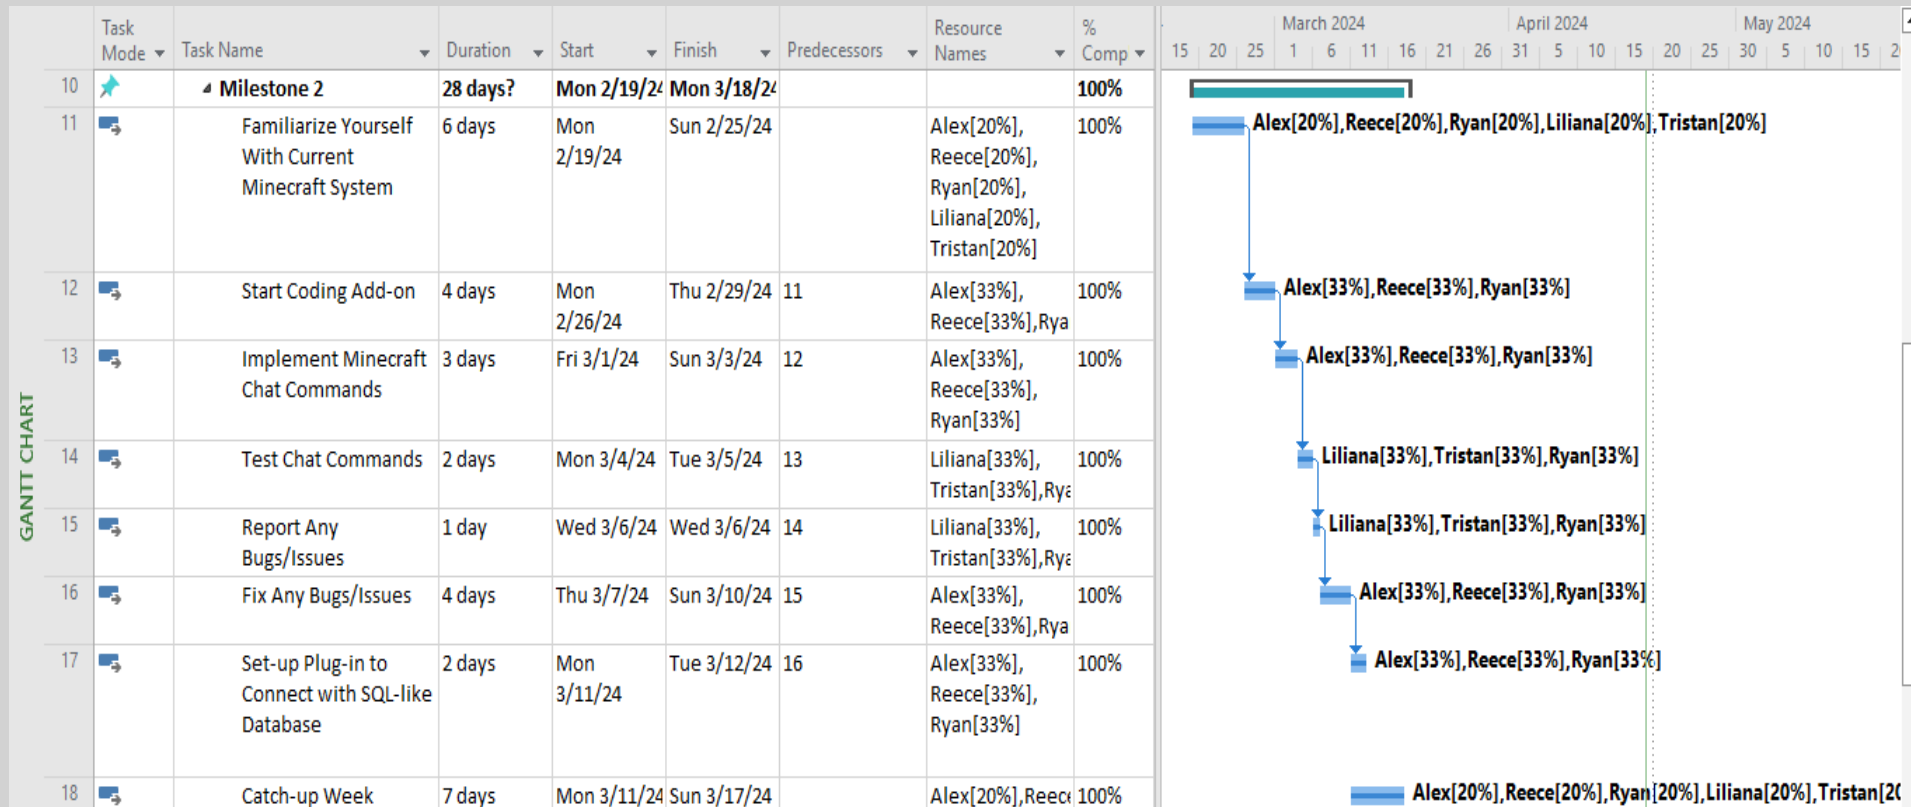 Task Mode
Task Name
Duration
Start
Finish
Predecessors
Resource Names
% Comp
March 2024
April 2024
May 2024
15 20 25 1 6 11 16 21 26 31 5 10 15 20 25 30 5 10 15
GANTT CHART
10 Milestone 2 28 days? Mon 2/19/24 Mon 3/18/24 100%
11 Familiarize Yourself 6 days Mon Sun 2/25/24 Alex[20%], 100% Alex[20%],Reece[20%],Ryan[20%],Liliana[20%],Tristan[20%]
With Current 2/19/24 Reece[20%],
Minecraft System Ryan[20%],
Liliana[20%],
Tristan[20%]
12 Start Coding Add-on 4 days Mon Thu 2/29/24 11 Alex[33%], 100% Alex[33%],Reece[33%],Ryan[33%]
2/26/24 Reece[33%],Rya
13 Implement Minecraft 3 days Fri 3/1/24 Sun 3/3/24 12 Alex[33%], 100% Alex[33%],Reece[33%],Ryan[33%]
Chat Commands Reece[33%],
Ryan[33%]
14 Test Chat Commands 2 days Mon 3/4/24 Tue 3/5/24 13 Liliana[33%], 100% Liliana[33%],Tristan[33%],Ryan[33%]
Tristan[33%],Rya
15 Report Any 1 day Wed 3/6/24 Wed 3/6/24 14 Liliana[33%], 100% Liliana[33%],Tristan[33%],Ryan[33%]
Bugs/Issues Tristan[33%],Rya
16 Fix Any Bugs/Issues 4 days Thu 3/7/24 Sun 3/10/24 15 Alex[33%], 100% Alex[33%],Reece[33%],Ryan[33%]
Reece[33%],Rya
17 Set-up Plug-in to 2 days Mon Tue 3/12/24 16 Alex[33%], 100% Alex[33%],Reece[33%],Ryan[33%]
Connect with SQL-like 3/11/24 Reece[33%],
Database Ryan[33%]
18 Catch-up Week 7 days Mon 3/11/24 Sun 3/17/24 Alex[20%],Reece 100% Alex[20%],Reece[20%],Ryan[20%],Liliana[20%],Tristan[20